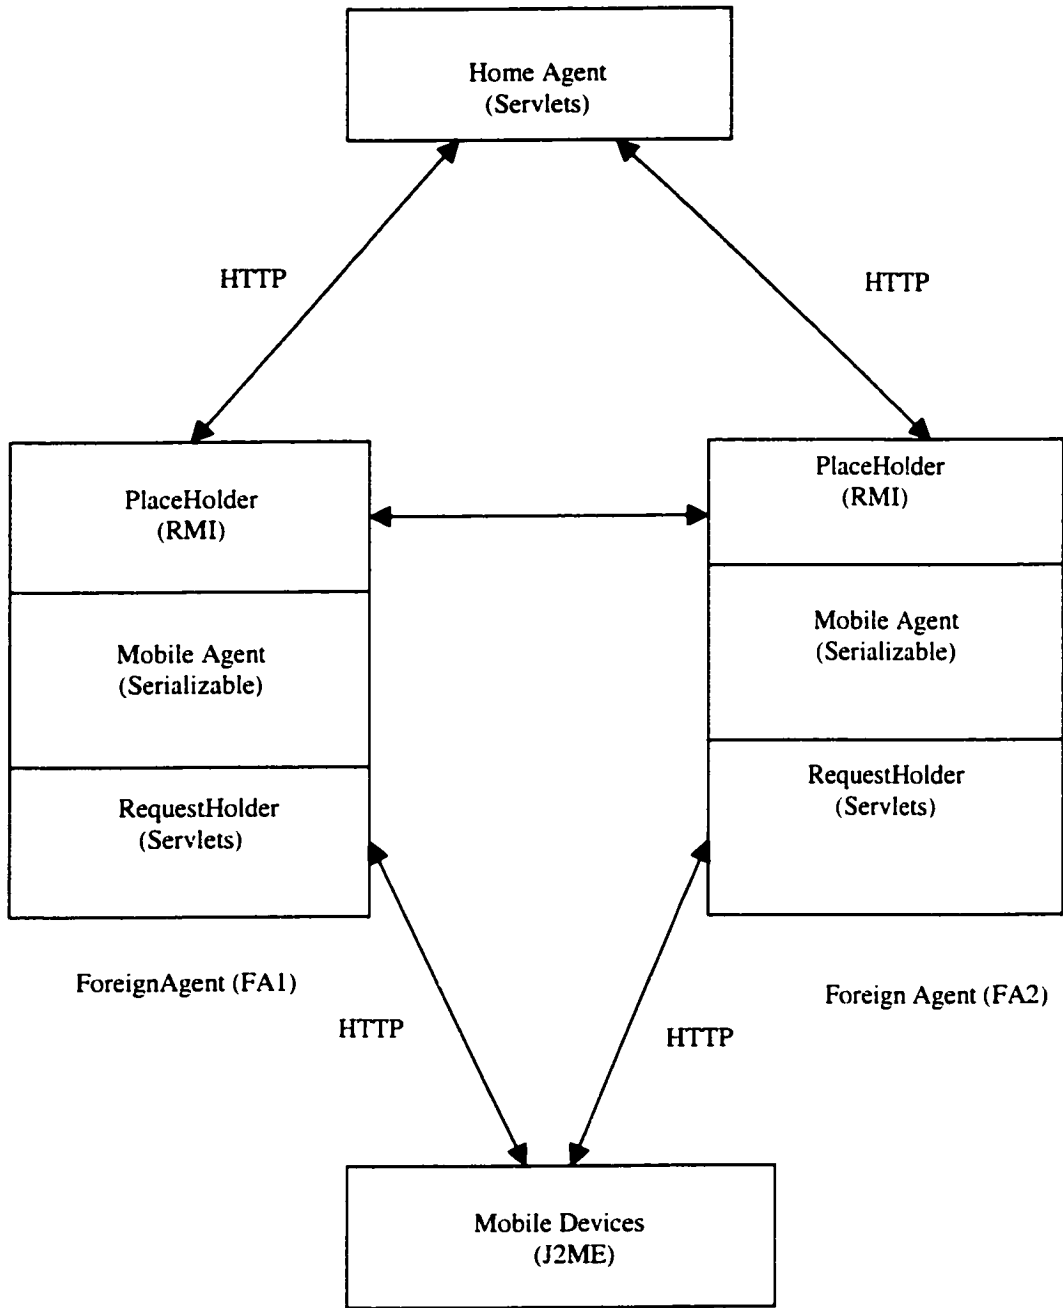 Home Agent
(Servlets)
HTTP
HTTP
PlaceHolder
(RMI)
PlaceHolder
(RMI)
Mobile Agent
(Serializable)
Mobile Agent
(Serializable)
RequestHolder
(Servlets)
RequestHolder
(Servlets)
ForeignAgent (FA1)
Foreign Agent (FA2)
HTTP
HTTP
Mobile Devices
(J2ME)